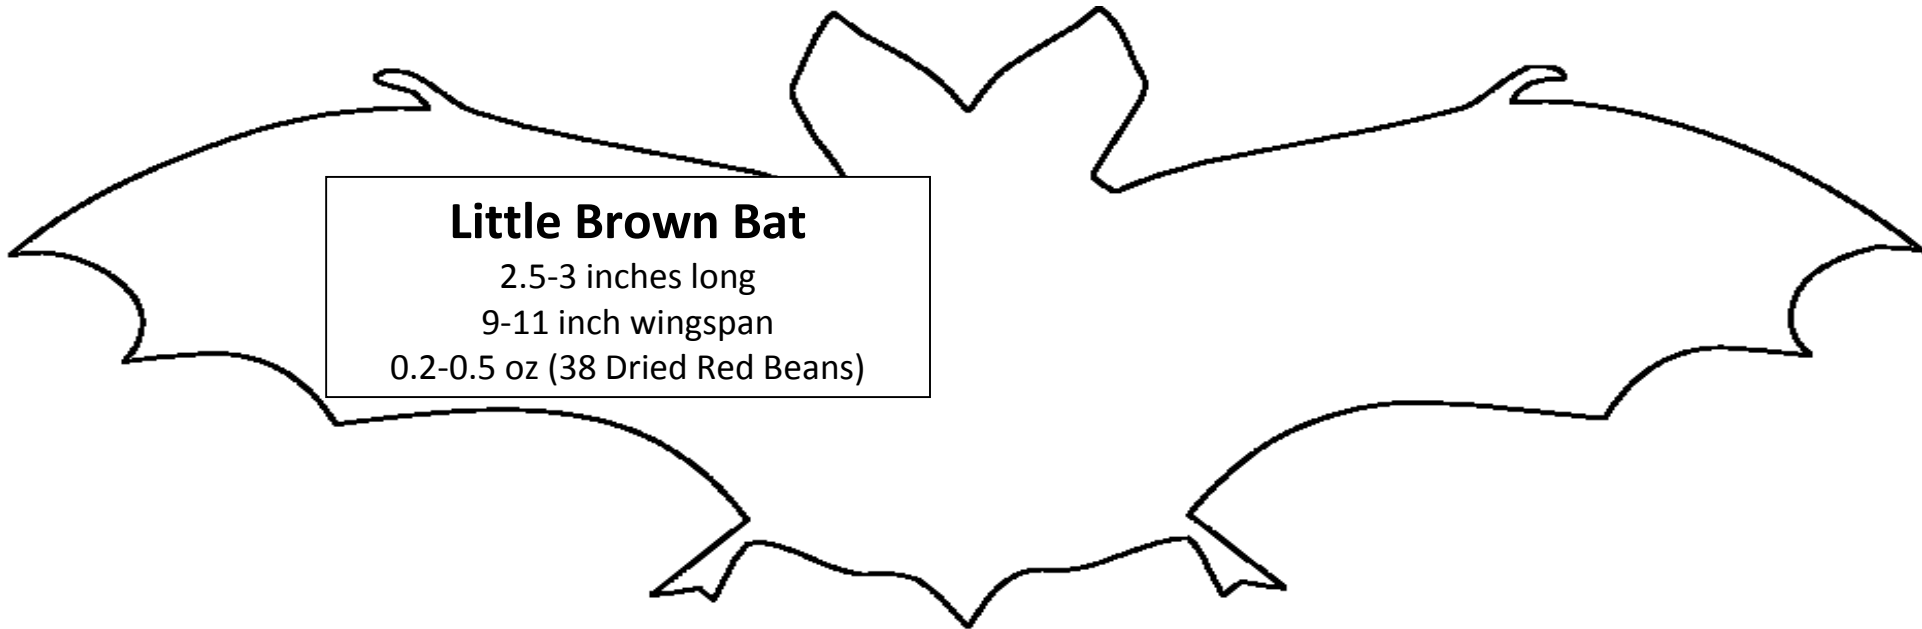 Little Brown Bat
2.5-3 inches long
9-11 inch wingspan
0.2-0.5 oz (38 Dried Red Beans)